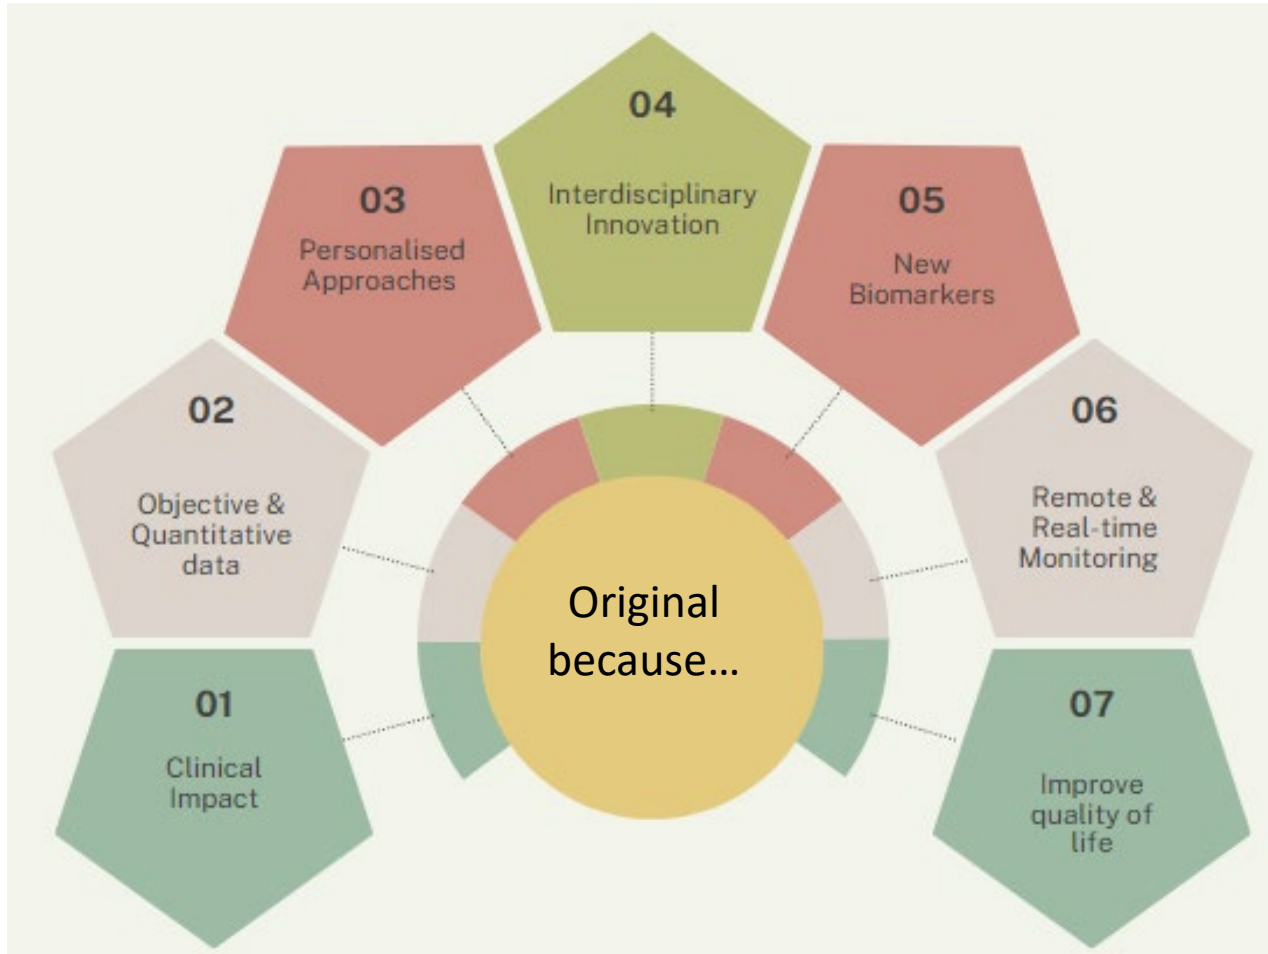 01
Clinical
Impact
02
Objective &
Quantitative
data
03
Personalised
Approaches
04
Interdisciplinary
Innovation
05
New
Biomarkers
06
Remote &
Real-time
Monitoring
07
Improve
quality of
life
Original
because…